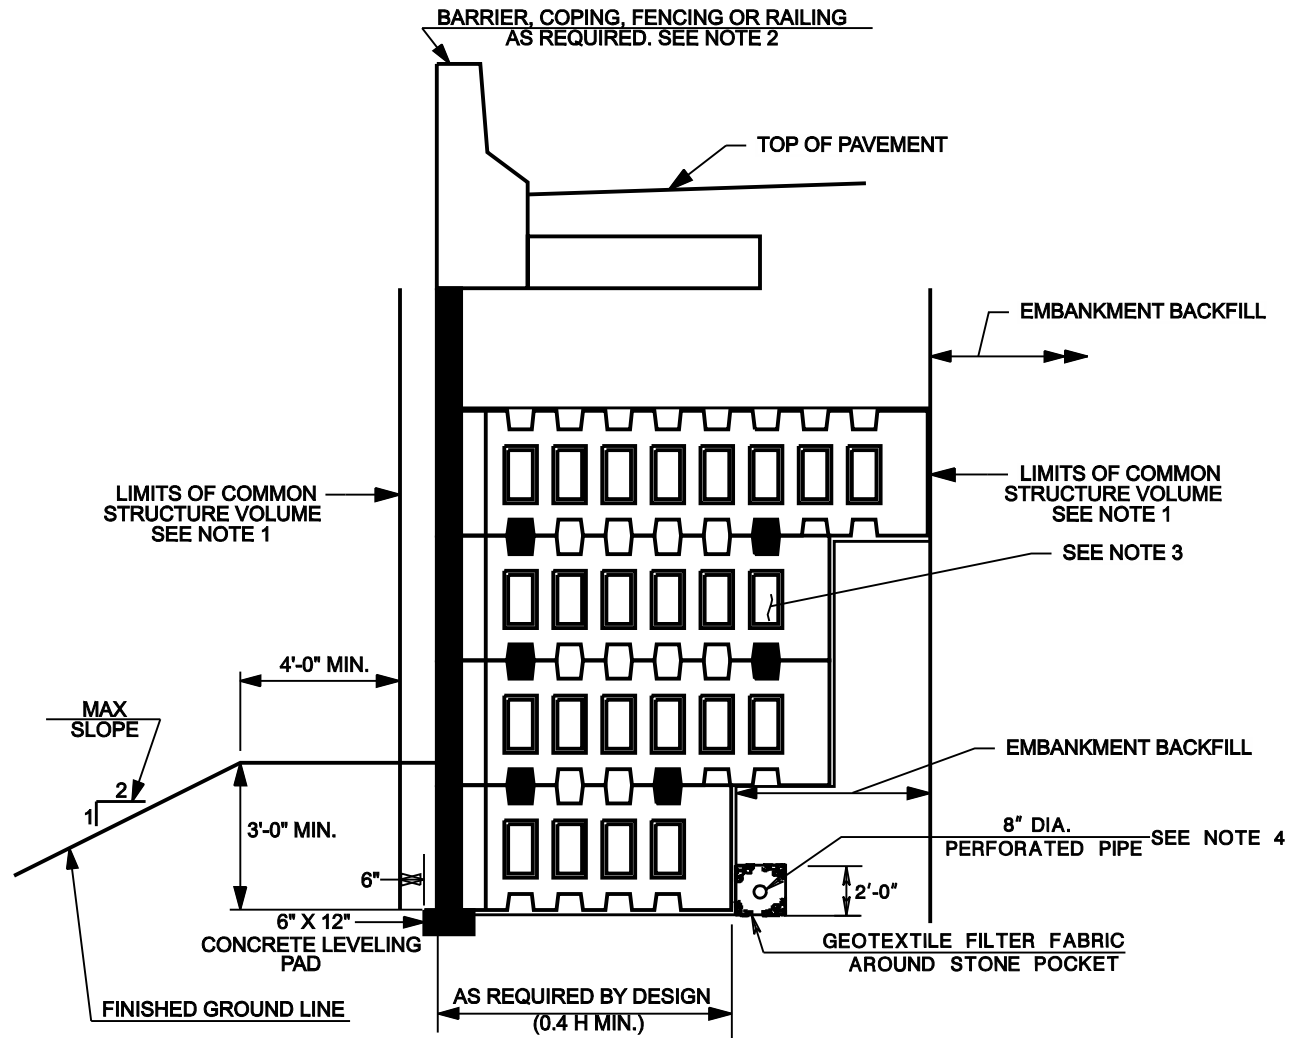 BARRIER, COPING, FENCING OR RAILING
AS REQUIRED. SEE NOTE 2
TOP OF PAVEMENT
EMBANKMENT BACKFILL
LIMITS OF COMMON
STRUCTURE VOLUME
SEE NOTE 1
LIMITS OF COMMON
STRUCTURE VOLUME
SEE NOTE 1
SEE NOTE 3
4'-0" MIN.
MAX
SLOPE
2
1
EMBANKMENT BACKFILL
3'-0" MIN.
8" DIA.
PERFORATED PIPE
SEE NOTE 4
6"
2'-0"
6" X 12"
CONCRETE LEVELING
PAD
GEOTEXTILE FILTER FABRIC
AROUND STONE POCKET
FINISHED GROUND LINE
AS REQUIRED BY DESIGN
(0.4 H MIN.)